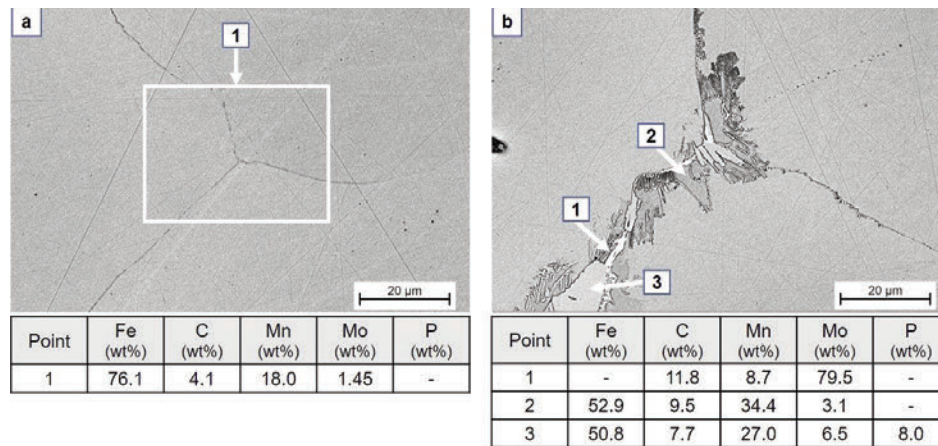 a
1
20 µm
Point Fe (wt%) C (wt%) Mn (wt%) Mo (wt%) P (wt%)
1 76.1 4.1 18.0 1.45 -
b
2
1
3
20 µm
Point Fe (wt%) C (wt%) Mn (wt%) Mo (wt%) P (wt%)
1 - 11.8 8.7 79.5 -
2 52.9 9.5 34.4 3.1 -
3 50.8 7.7 27.0 6.5 8.0